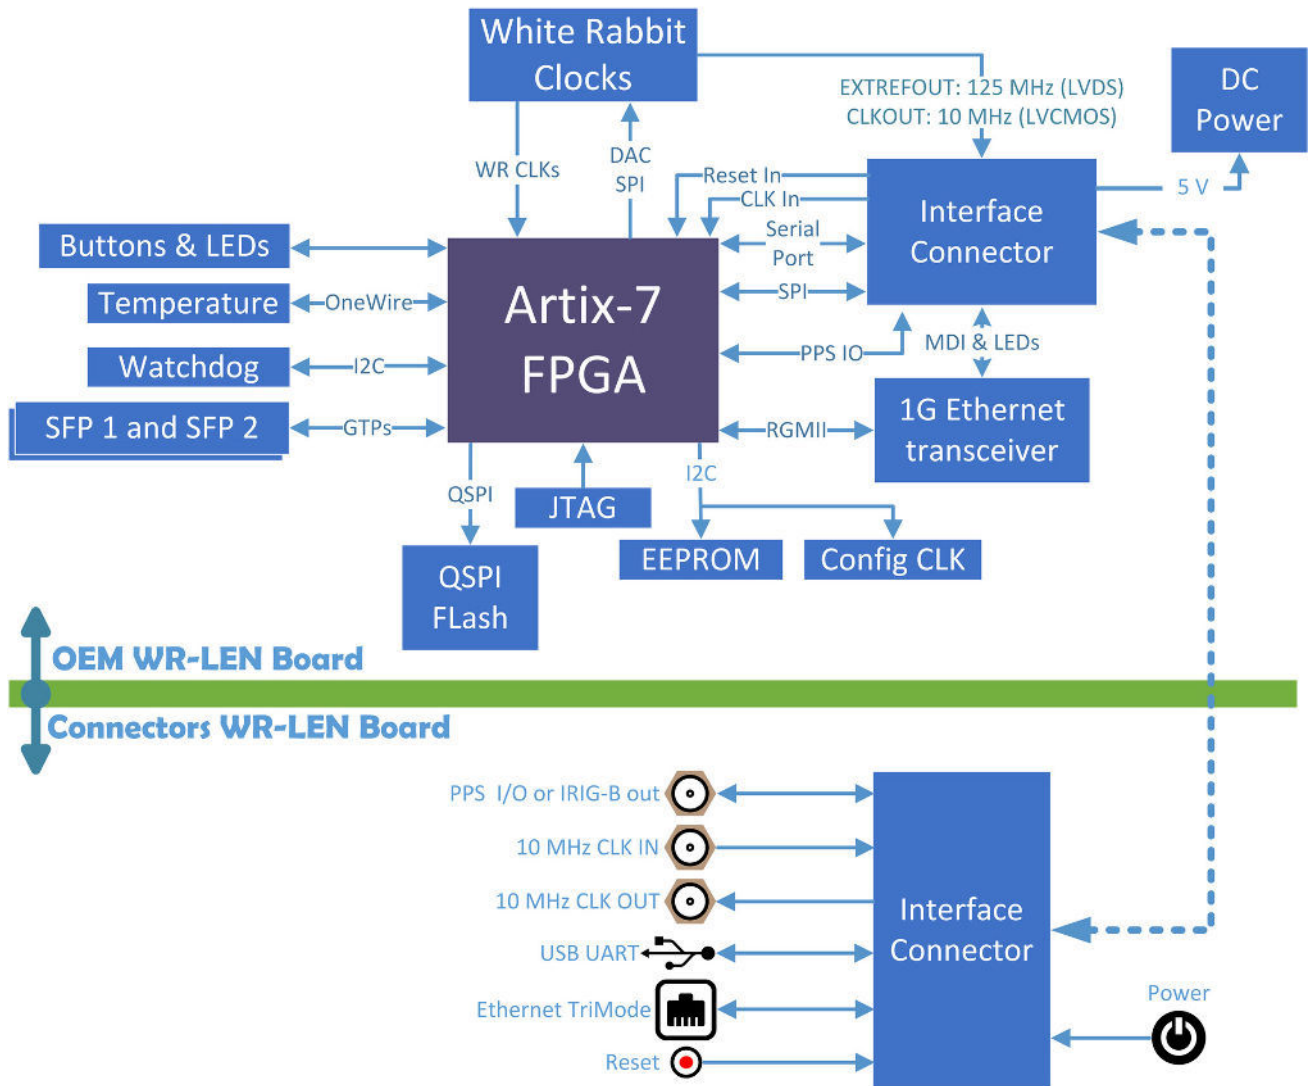 White Rabbit
Clocks
EXTREFOUT: 125 MHz (LVDS)
CLKOUT: 10 MHz (LVCMOS)
DC
Power
WR CLKs
DAC
SPI
Reset In
CLK In
Serial
Port
SPI
PPS IO
RGMII
Interface
Connector
5 V
MDI & LEDs
1G Ethernet
transceiver
Buttons & LEDs
Temperature
OneWire
Watchdog
I2C
SFP 1 and SFP 2
GTPs
Artix-7
FPGA
QSPI
JTAG
I2C
QSPI
FLash
EEPROM
Config CLK
OEM WR-LEN Board
Connectors WR-LEN Board
PPS I/O or IRIG-B out
10 MHz CLK IN
10 MHz CLK OUT
USB UART
Ethernet TriMode
Reset
Interface
Connector
Power